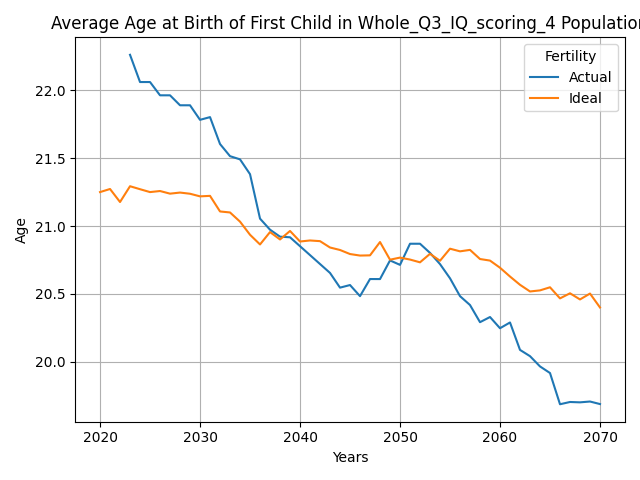 Average Age at Birth of First Child in Whole_Q3_IQ_scoring_4 Population
Fertility
Actual
Ideal
22.0
21.5
21.0
20.5
20.0
Age
2020 2030 2040 2050 2060 2070
Years